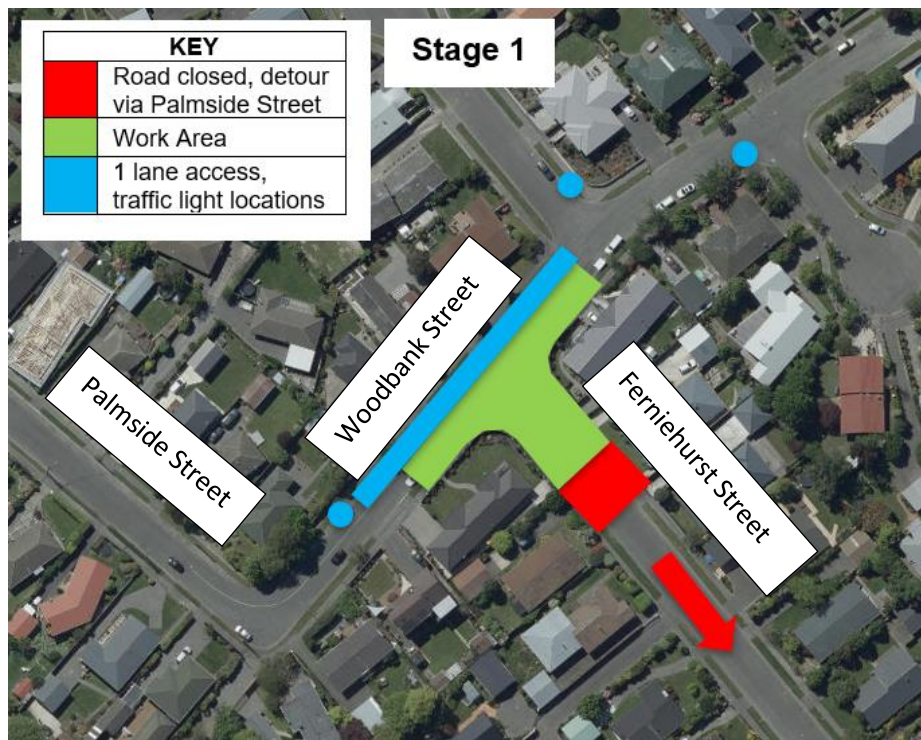 KEY
Road closed, detour
via Palmside Street
Work Area
1 lane access,
traffic light locations
Stage 1
Palmside Street
Woodbank Street
Ferniehurst Street